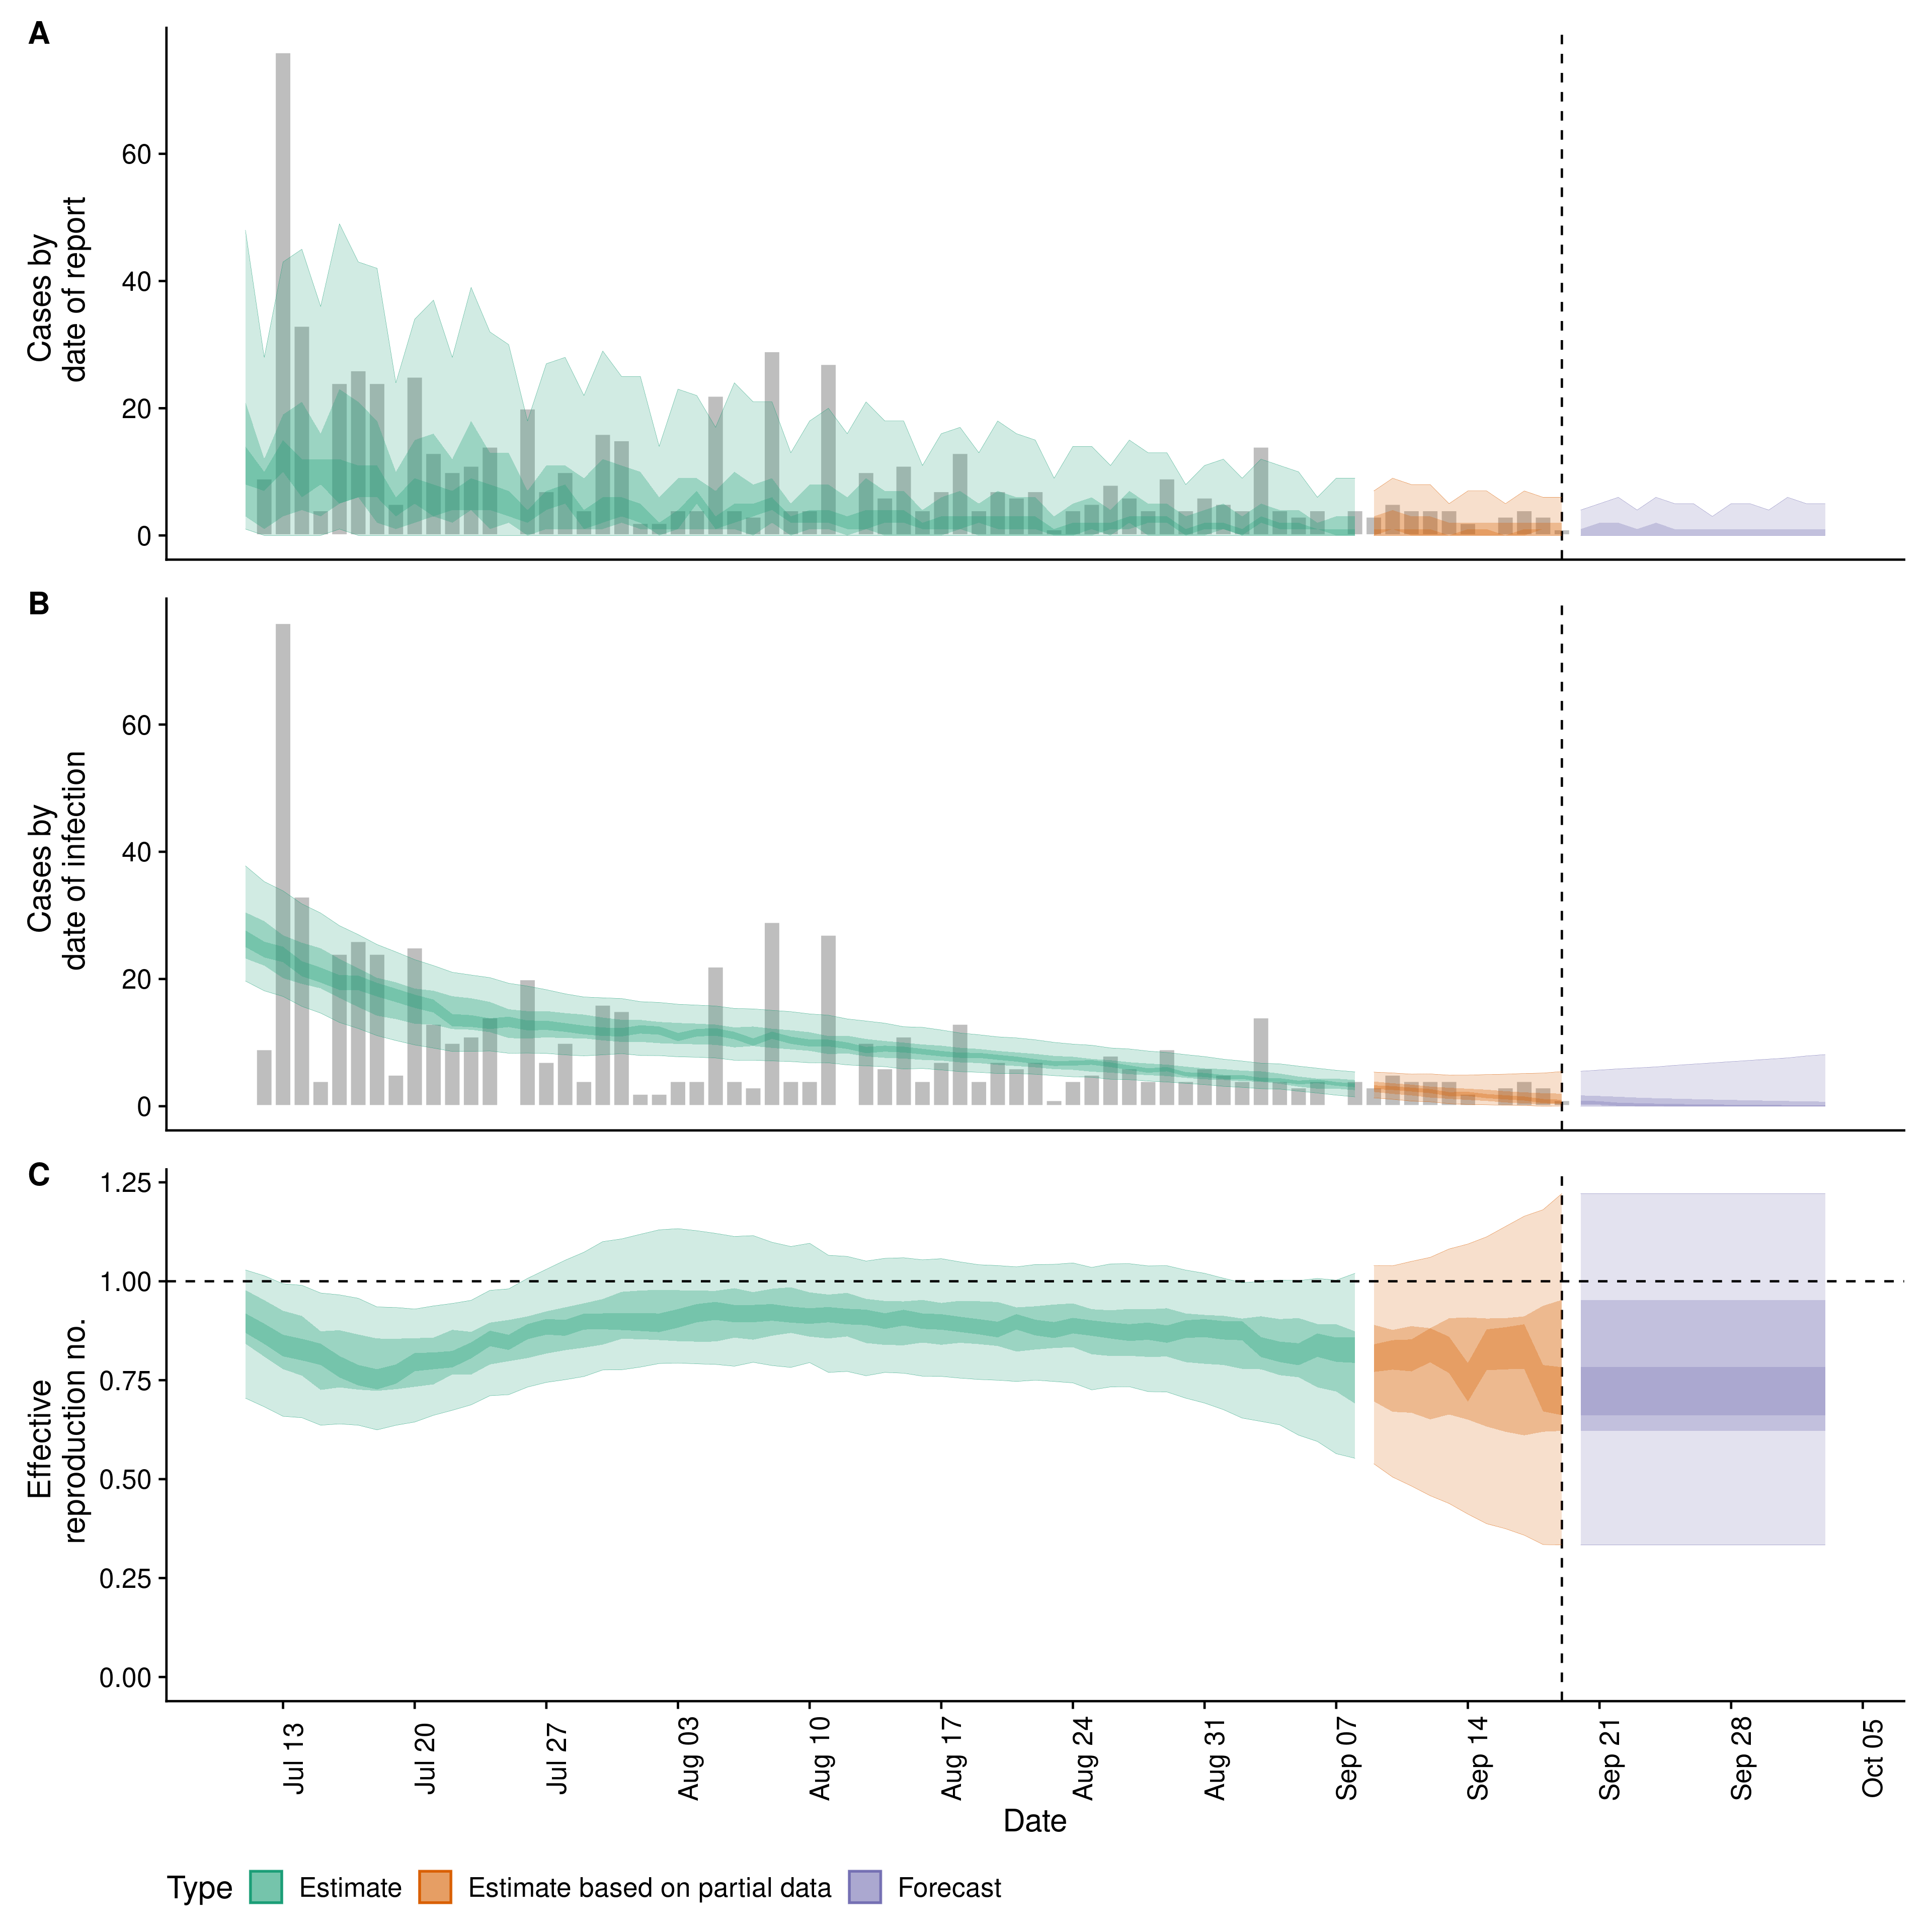 A
60
40
20
0
Cases by
date of report
B
60
40
20
0
Cases by
date of infection
C
1.25
1.00
0.75
0.50
0.25
0.00
Effective
reproduction no.
Jul 13
Jul 20
Jul 27
Aug 03
Aug 10
Aug 17
Aug 24
Aug 31
Sep 07
Sep 14
Sep 21
Sep 28
Oct 05
Date
Type
Estimate
Estimate based on partial data
Forecast